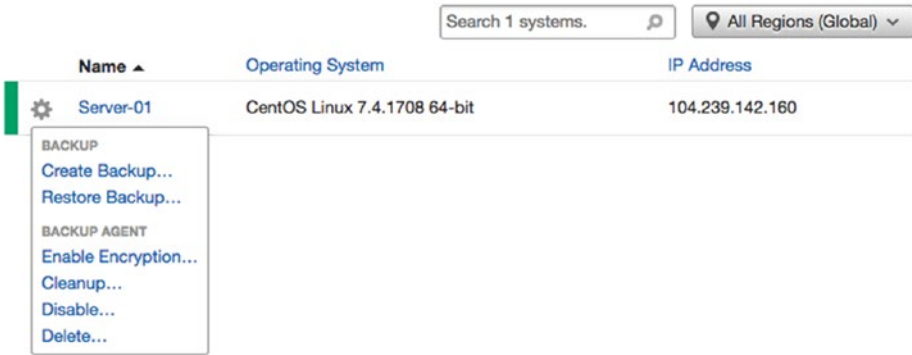 Search 1 systems. All Regions (Global)
Name Operating System IP Address
Server-01 CentOS Linux 7.4.1708 64-bit 104.239.142.160
BACKUP
Create Backup...
Restore Backup...
BACKUP AGENT
Enable Encryption...
Cleanup...
Disable...
Delete...